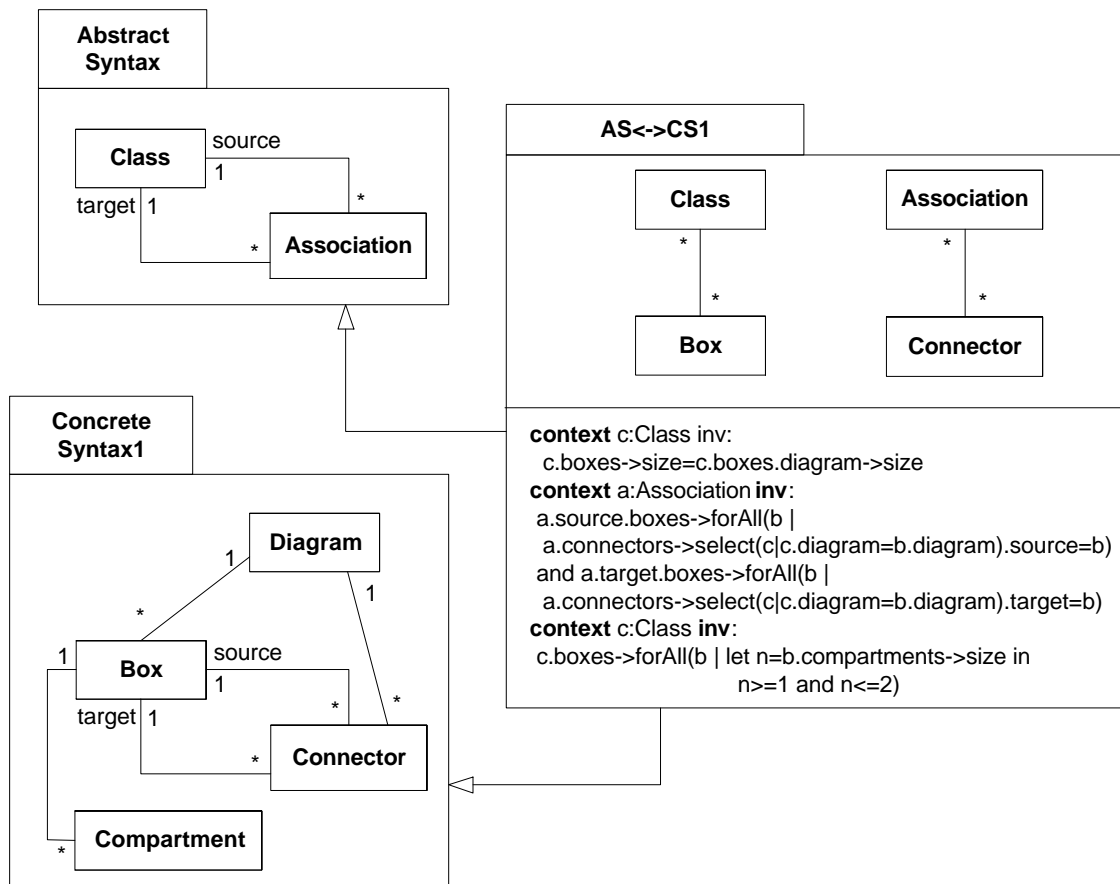 Abstract
Syntax
Class
source
1
target
1
*
*
Association
AS<->CS1
Class
Association
*
*
*
*
Box
Connector
context c:Class inv:
c.boxes->size=c.boxes.diagram->size
context a:Association inv:
a.source.boxes->forAll(b |
a.connectors->select(c|c.diagram=b.diagram).source=b)
and a.target.boxes->forAll(b |
a.connectors->select(c|c.diagram=b.diagram).target=b)
context c:Class inv:
c.boxes->forAll(b | let n=b.compartments->size in
n>=1 and n<=2)
Concrete
Syntax1
Diagram
1
1
*
1
Box
source
1
target
1
*
*
*
Connector
Compartment
*